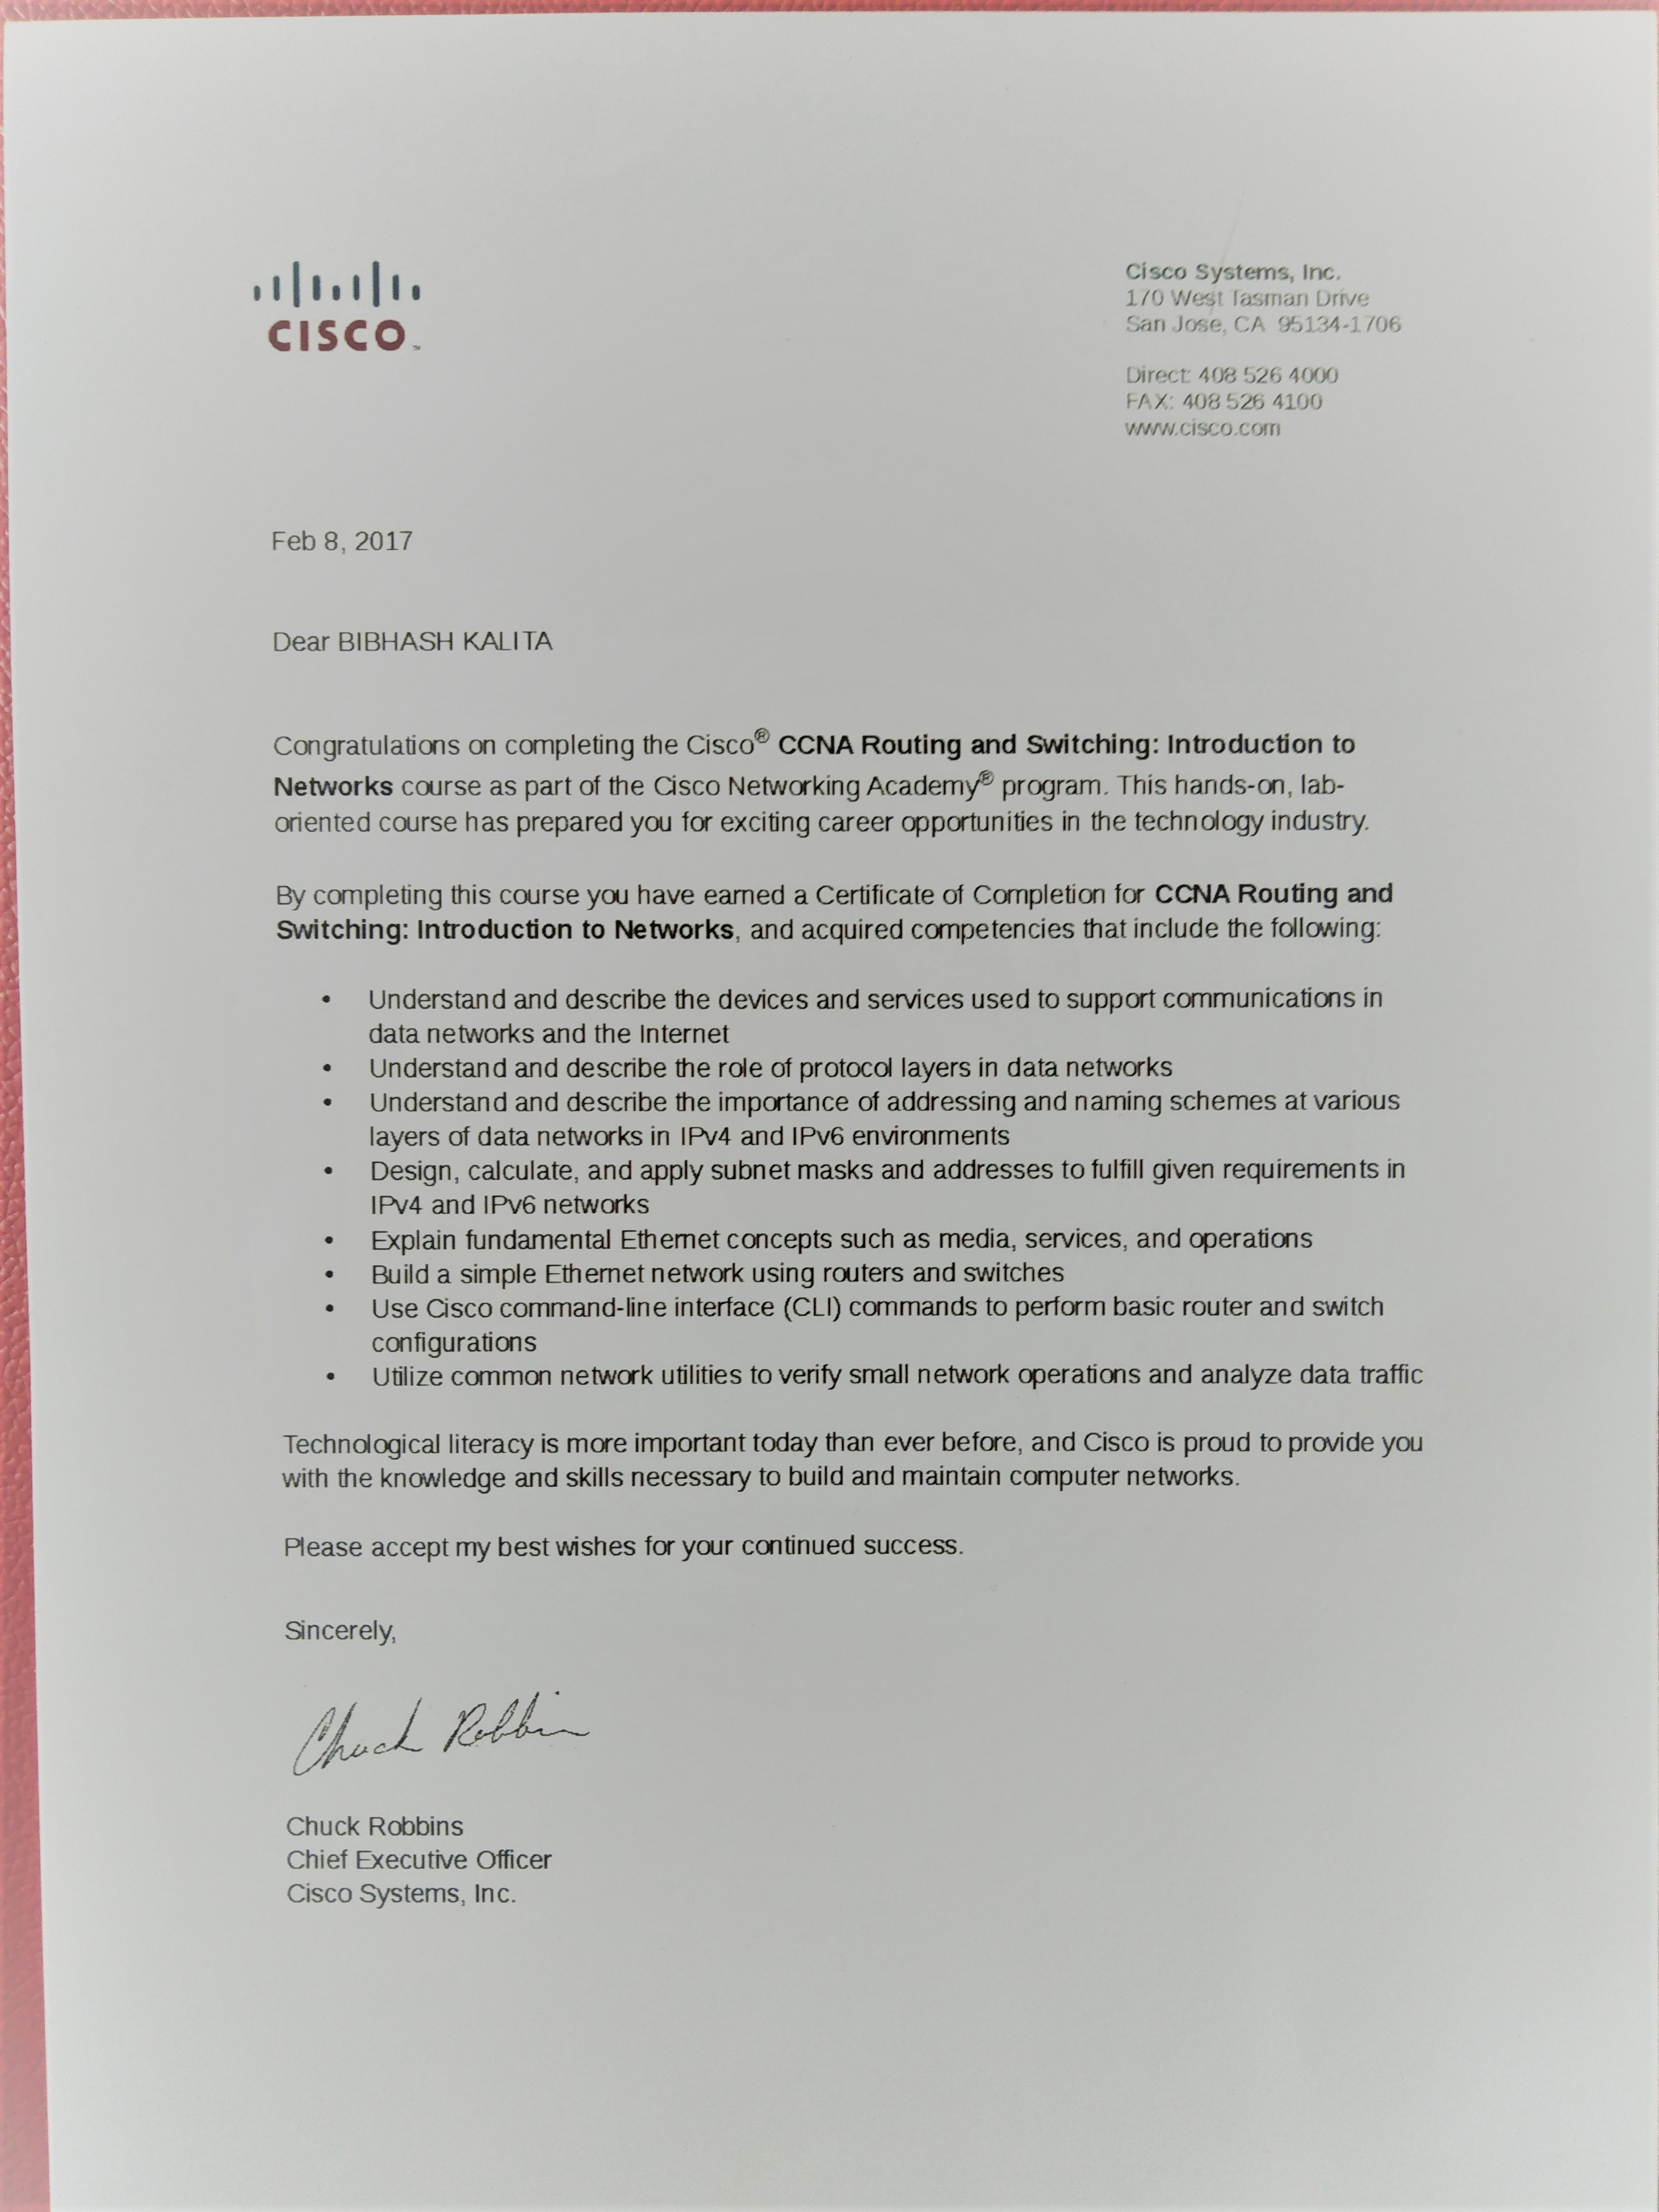 CISCO™
Cisco Systems, Inc.
170 West Tasman Drive
San Jose, CA 95134-1706
Direct: 408 526 4000
FAX: 408 526 4100
www.cisco.com
Feb 8, 2017
Dear BIBHASH KALITA
Congratulations on completing the Cisco® CCNA Routing and Switching: Introduction to
Networks course as part of the Cisco Networking Academy® program. This hands-on, lab-
oriented course has prepared you for exciting career opportunities in the technology industry.
By completing this course you have earned a Certificate of Completion for CCNA Routing and
Switching: Introduction to Networks, and acquired competencies that include the following:
• Understand and describe the devices and services used to support communications in
data networks and the Internet
• Understand and describe the role of protocol layers in data networks
• Understand and describe the importance of addressing and naming schemes at various
layers of data networks in IPv4 and IPv6 environments
• Design, calculate, and apply subnet masks and addresses to fulfill given requirements in
IPv4 and IPv6 networks
• Explain fundamental Ethernet concepts such as media, services, and operations
• Build a simple Ethernet network using routers and switches
• Use Cisco command-line interface (CLI) commands to perform basic router and switch
configurations
• Utilize common network utilities to verify small network operations and analyze data traffic
Technological literacy is more important today than ever before, and Cisco is proud to provide you
with the knowledge and skills necessary to build and maintain computer networks.
Please accept my best wishes for your continued success.
Sincerely,
Chuck Robbins
Chuck Robbins
Chief Executive Officer
Cisco Systems, Inc.